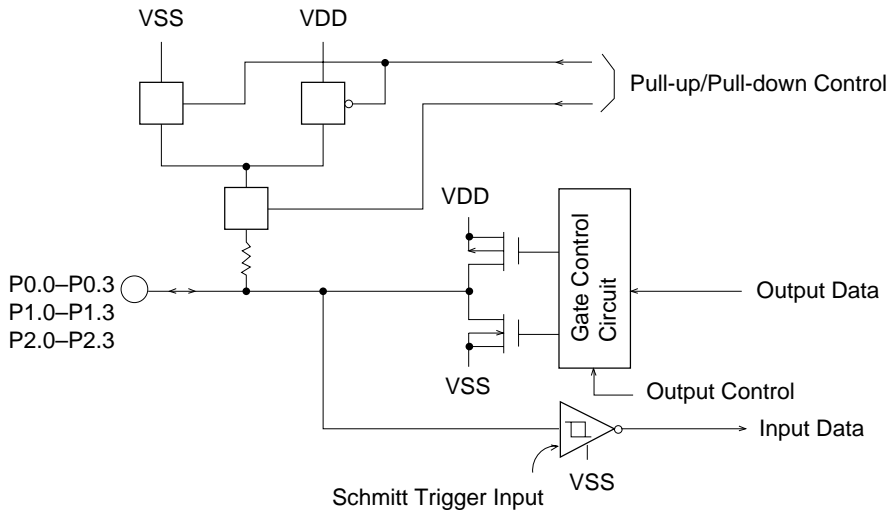 VSS
VDD
Pull-up/Pull-down Control
VDD
P0.0–P0.3
P1.0–P1.3
P2.0–P2.3
Gate Control
Circuit
Output Data
VSS
Output Control
Input Data
VSS
Schmitt Trigger Input